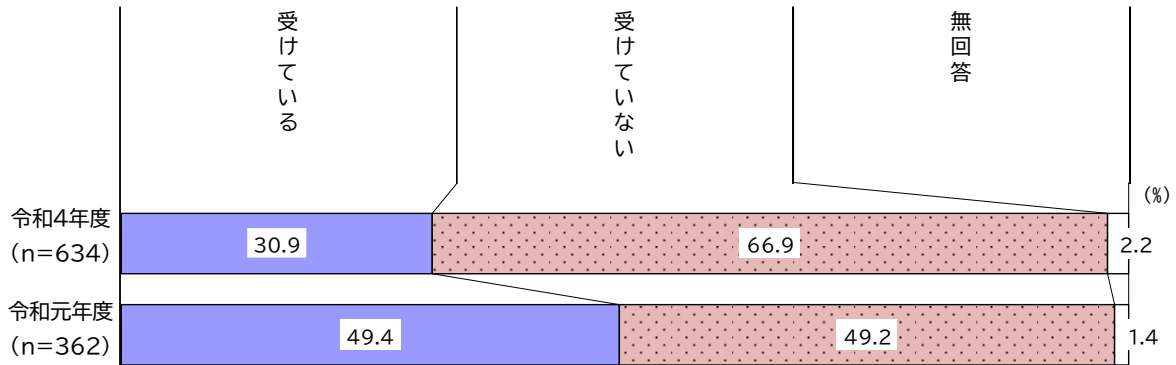 受けている
受けていない
無回答
(%)
令和4年度
(n=634)
30.9
66.9
2.2
令和元年度
(n=362)
49.4
49.2
1.4